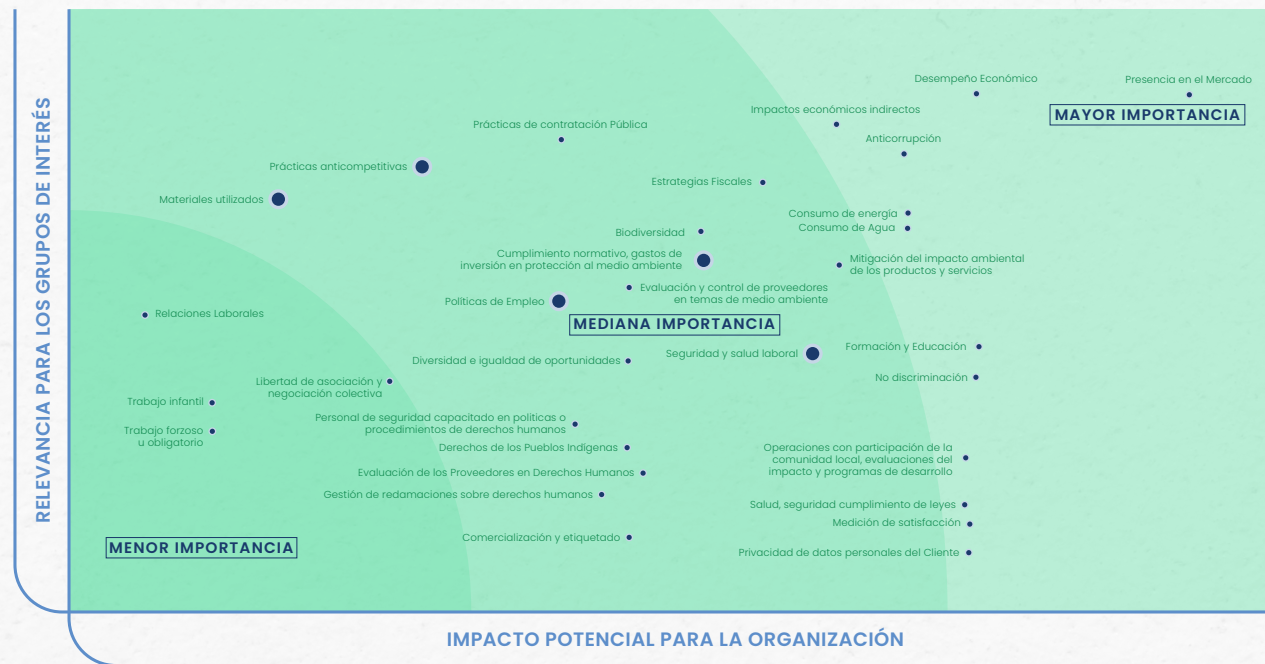 RELEVANCIA PARA LOS GRUPOS DE INTERÉS
Desempeño Económico
Presencia en el Mercado
MAYOR IMPORTANCIA
Impactos económicos indirectos
Prácticas de contratación Pública
Anticorrupción
Prácticas anticompetitivas
Estrategias Fiscales
Materiales utilizados
Consumo de energía
Consumo de Agua
Biodiversidad
Cumplimiento normativo, gastos de
inversión en protección al medio ambiente
Mitigación del impacto ambiental
de los productos y servicios
Evaluación y control de proveedores
en temas de medio ambiente
Políticas de Empleo
Relaciones Laborales
MEDIANA IMPORTANCIA
Formación y Educación
Seguridad y salud laboral
Diversidad e igualdad de oportunidades
No discriminación
Libertad de asociación y
negociación colectiva
Trabajo infantil
Personal de seguridad capacitado en políticas o
procedimientos de derechos humanos
Trabajo forzoso
u obligatorio
Derechos de los Pueblos Indígenas
Operaciones con participación de la
comunidad local, evaluaciones del
impacto y programas de desarrollo
Evaluación de los Proveedores en Derechos Humanos
Gestión de redamaciones sobre derechos humanos
Salud, seguridad cumplimiento de leyes
Medición de satisfacción
Comercialización y etiquetado
MENOR IMPORTANCIA
Privacidad de datos personales del Cliente
IMPACTO POTENCIAL PARA LA ORGANIZACIÓN